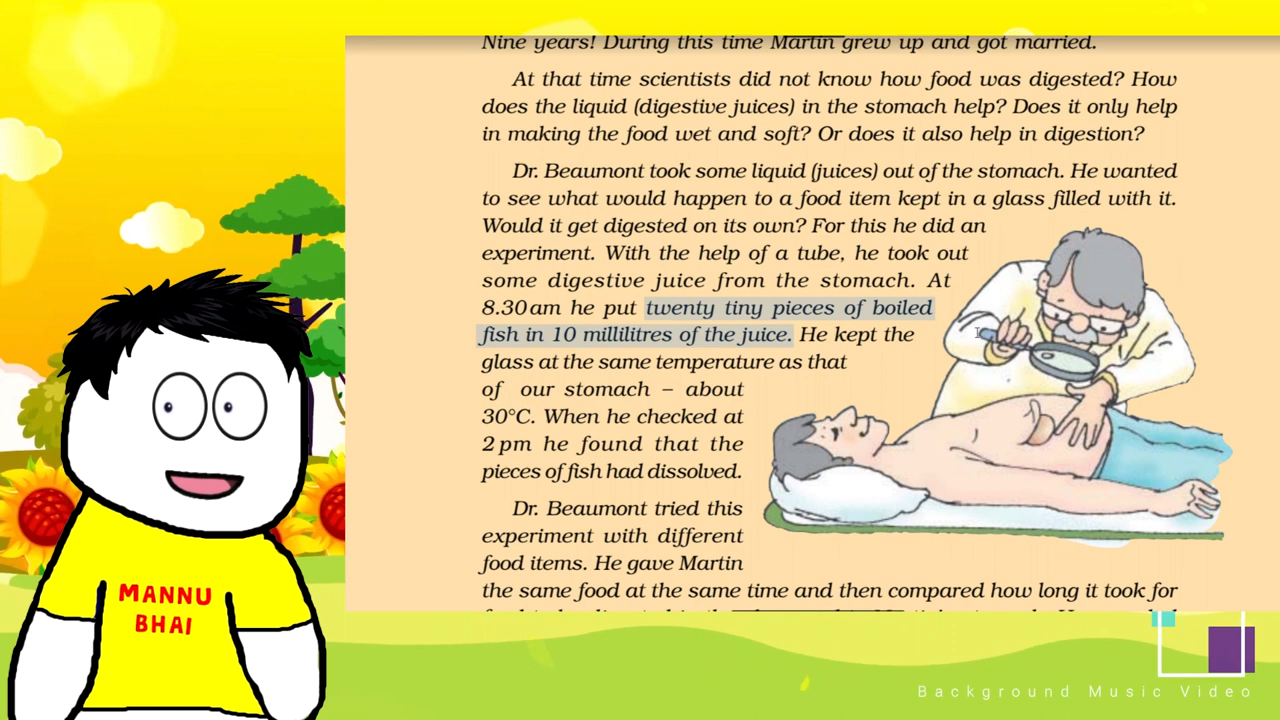 Nine years! During this time Martin grew up and got married.
At that time scientists did not know how food was digested? How
does the liquid (digestive juices) in the stomach help? Does it only help
in making the food wet and soft? Or does it also help in digestion?
Dr. Beaumont took some liquid (juices) out of the stomach. He wanted
to see what would happen to a food item kept in a glass filled with it.
Would it get digested on its own? For this he did an
experiment. With the help of a tube, he took out
some digestive juice from the stomach. At
8.30am he put twenty tiny pieces of boiled
fish in 10 millilitres of the juice. He kept the
glass at the same temperature as that
of our stomach – about
30°C. When he checked at
2pm he found that the
pieces of fish had dissolved.
Dr. Beaumont tried this
experiment with different
food items. He gave Martin
the same food at the same time and then compared how long it took for
MANNU
BHAI
Background Music Video